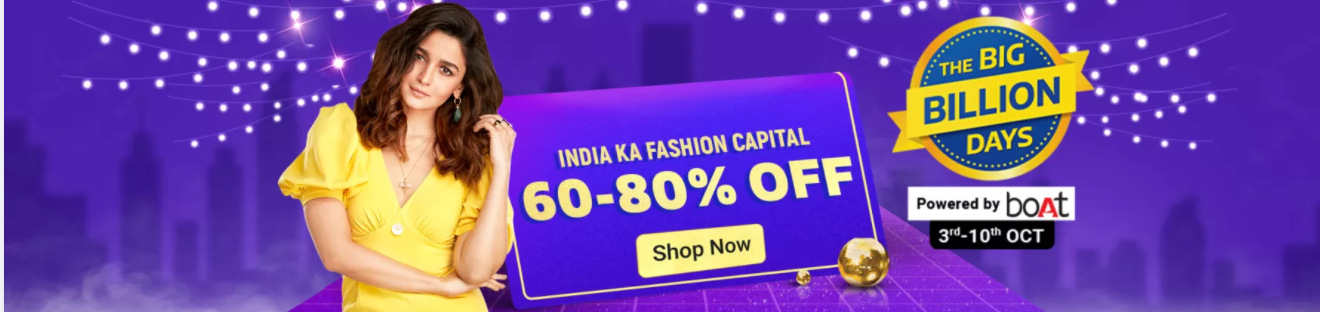 INDIA KA FASHION CAPITAL
60-80% OFF
Shop Now
THE BIG
BILLION
DAYS
Powered by boAt
3rd-10th OCT